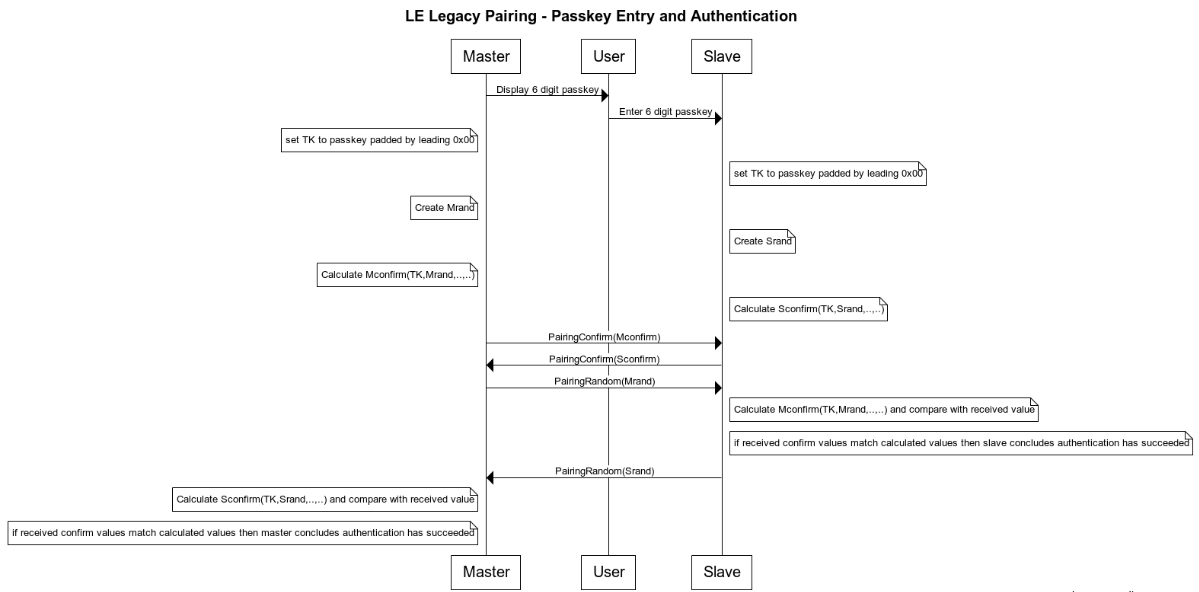 LE Legacy Pairing - Passkey Entry and Authentication
Master
User
Slave
Display 6 digit passkey
Enter 6 digit passkey
set TK to passkey padded by leading 0x00
set TK to passkey padded by leading 0x00
Create Mrand
Create Srand
Calculate Mconfirm(TK,Mrand,..,..)
Calculate Sconfirm(TK,Srand,..,..)
PairingConfirm(Mconfirm)
PairingConfirm(Sconfirm)
PairingRandom(Mrand)
Calculate Mconfirm(TK,Mrand,..,..) and compare with received value
if received confirm values match calculated values then slave concludes authentication has succeeded
PairingRandom(Srand)
Calculate Sconfirm(TK,Srand,..,..) and compare with received value
if received confirm values match calculated values then master concludes authentication has succeeded
Master
User
Slave